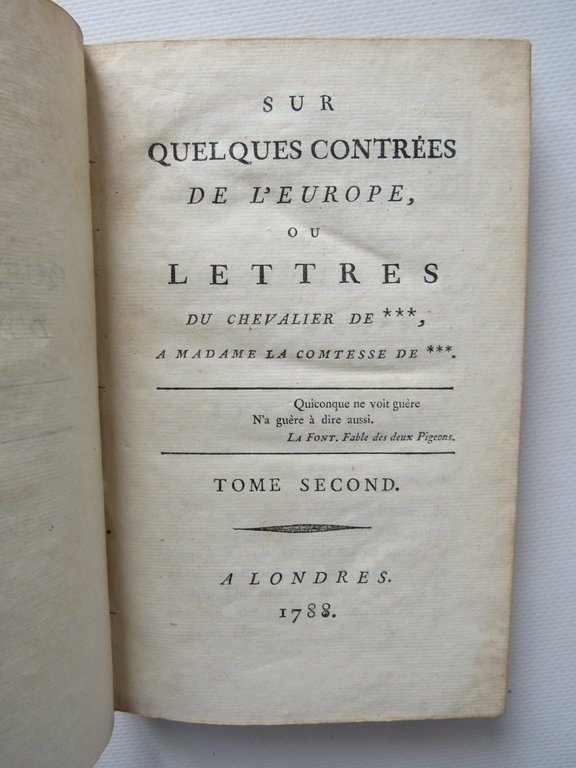 SUR
QUELQUES CONTRÉES
DE L'EUROPE,
OU
LETTRES
DU CHEVALIER DE ***,
A MADAME LA COMTESSE DE ***.
Quiconque ne voit guère
N'a guère à dire aussi.
LA FONT. Fable des deux Pigeons.
TOME SECOND.
A LONDRES.
1788.